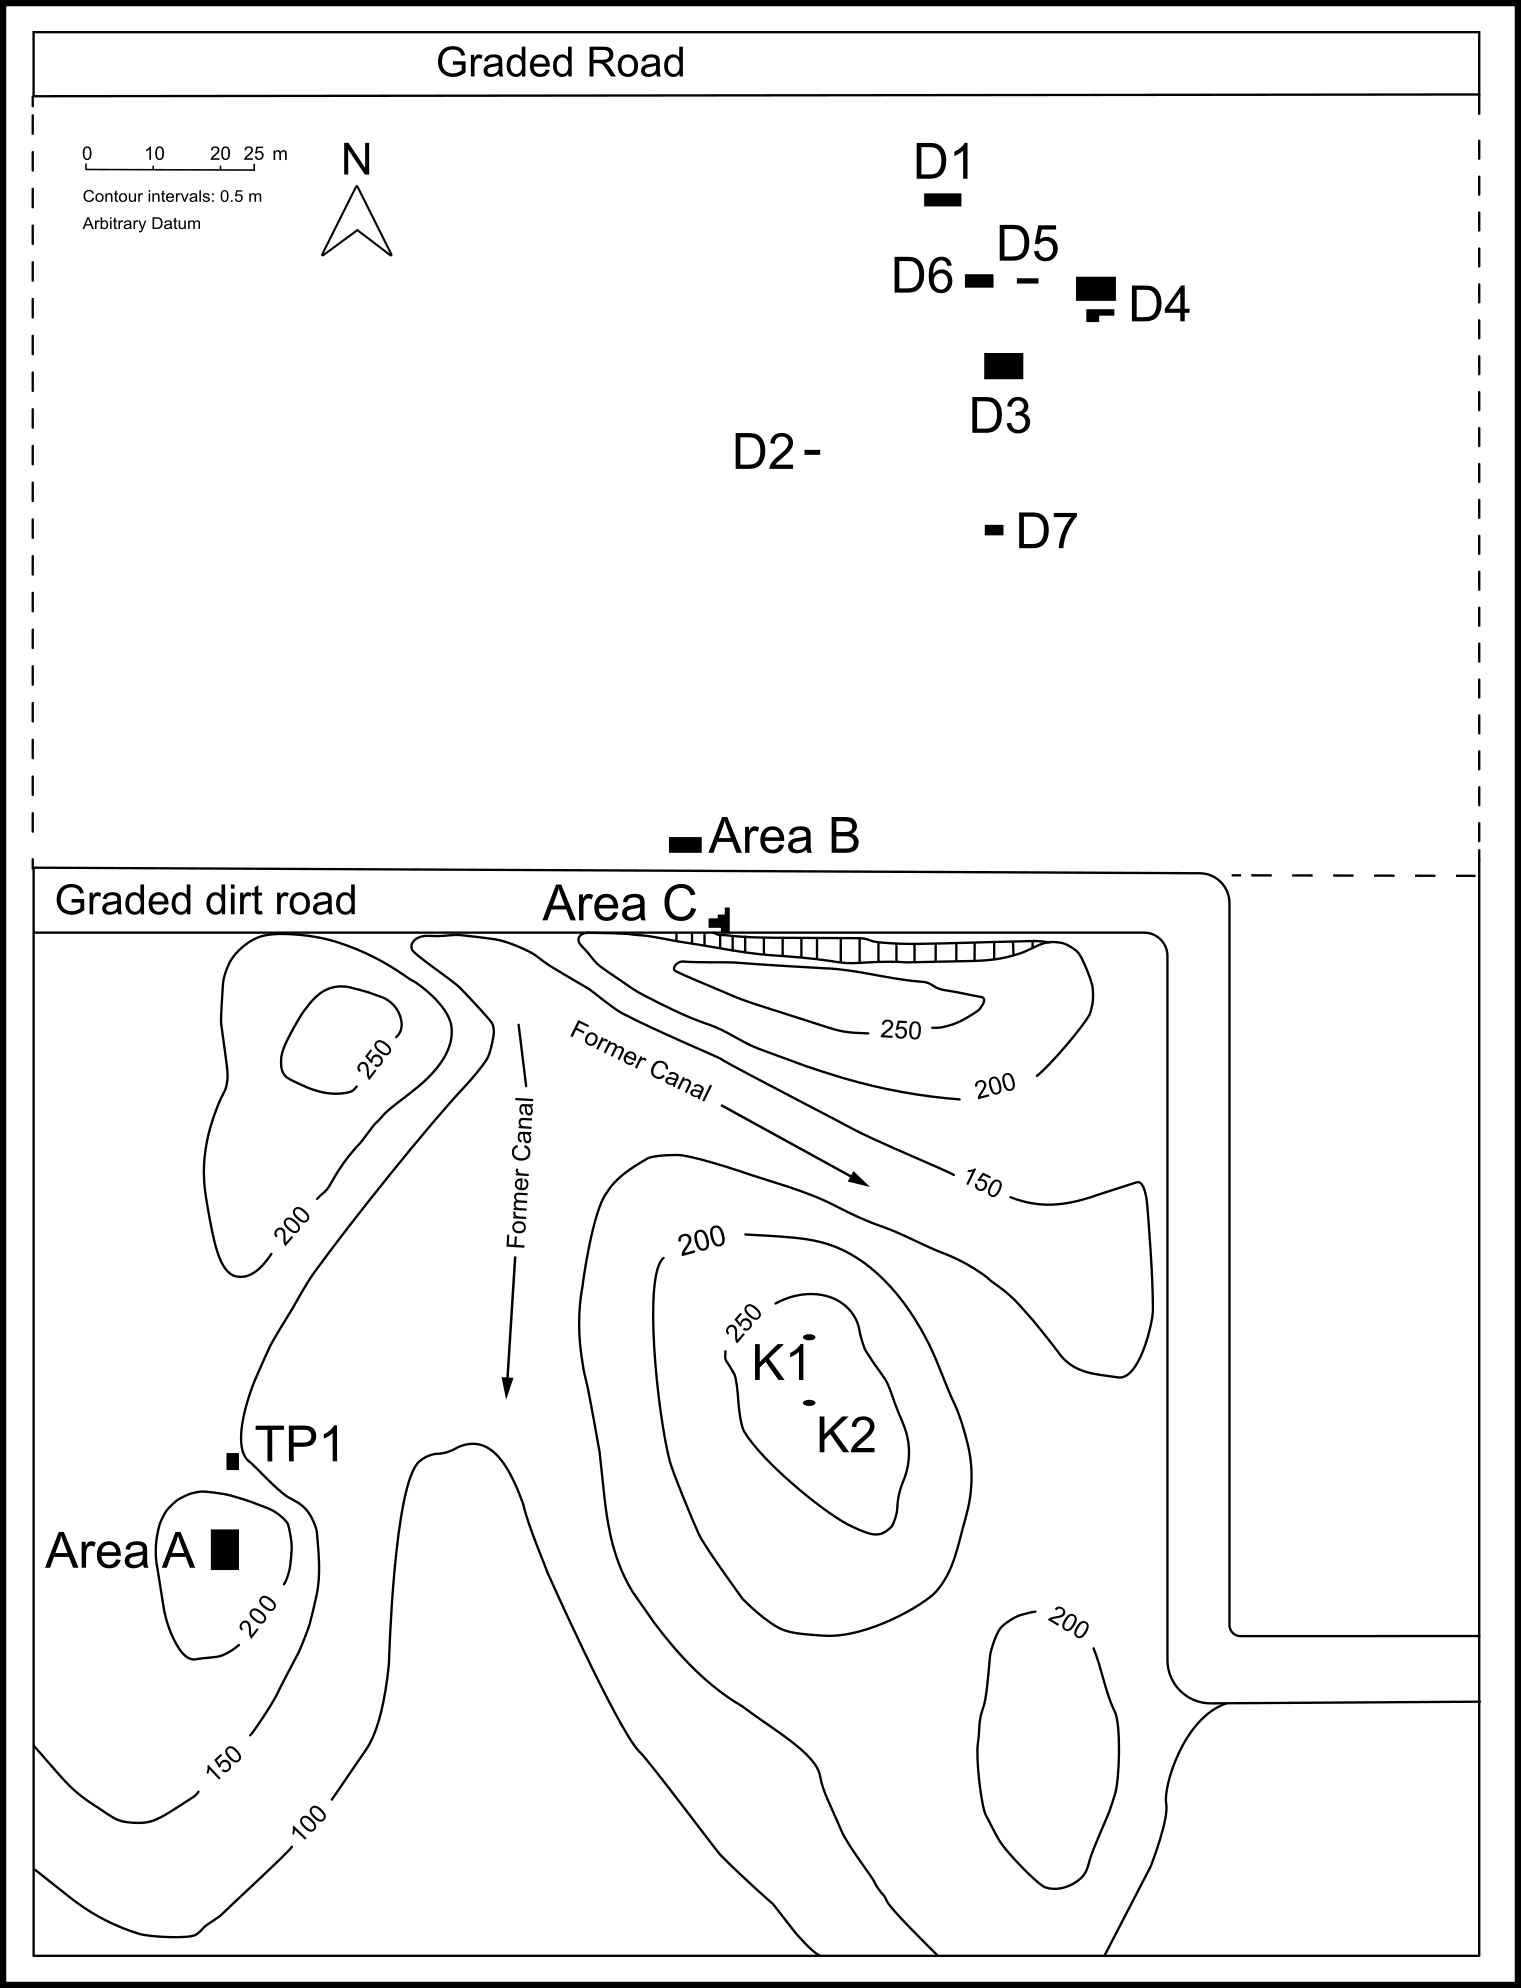 Graded Road
0 10 20 25 m
Contour intervals: 0.5 m
Arbitrary Datum
N
D1
D5
D6
D4
D3
D2
D7
Area B
Graded dirt road
Area C
250
250
Former Canal
200
Former Canal
150
200
200
250
K1
K2
TP1
Area A
200
200
150
100